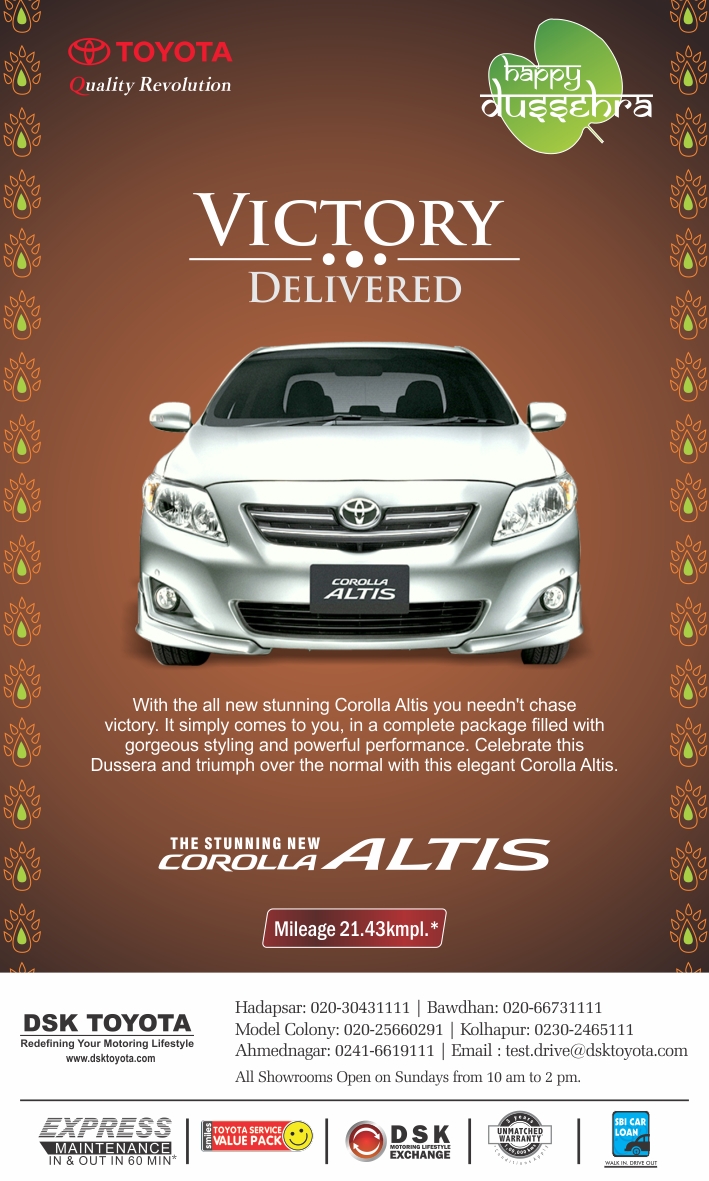 TOYOTA
Quality Revolution
happy
dussehra
VICTORY
DELIVERED
COROLLA
ALTIS
With the all new stunning Corolla Altis you needn't chase
victory. It simply comes to you, in a complete package filled with
gorgeous styling and powerful performance. Celebrate this
Dussera and triumph over the normal with this elegant Corolla Altis.
THE STUNNING NEW
COROLLA ALTIS
Mileage 21.43kmpl.*
DSK TOYOTA
Redefining Your Motoring Lifestyle
www.dsktoyota.com
Hadapsar: 020-30431111 | Bawdhan: 020-66731111
Model Colony: 020-25660291 | Kolhapur: 0230-2465111
Ahmednagar: 0241-6619111 | Email : test.drive@dsktoyota.com
All Showrooms Open on Sundays from 10 am to 2 pm.
EXPRESS
MAINTENANCE
IN & OUT IN 60 MIN*
smiles
TOYOTA SERVICE
VALUE PACK
DSK
MOTORING LIFESTYLE
EXCHANGE
3 years
UNMATCHED
WARRANTY
SBI CAR
LOAN
WALK IN. DRIVE OUT